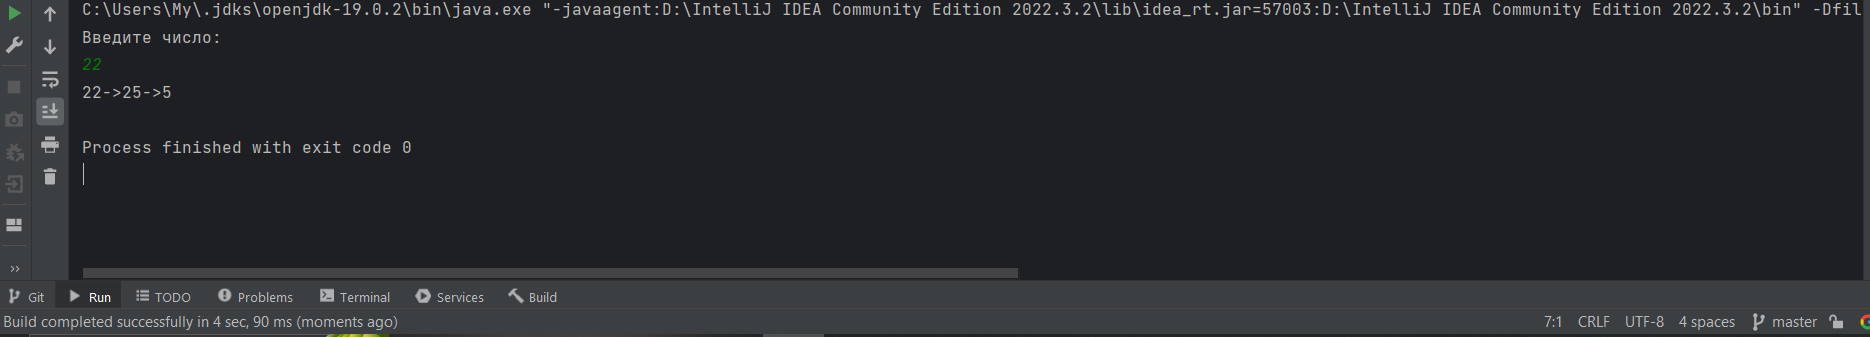 C:\Users\My\.jdks\openjdk-19.0.2\bin\java.exe "-javaagent:D:\IntelliJ IDEA Community Edition 2022.3.2\lib\idea_rt.jar=57003:D:\IntelliJ IDEA Community Edition 2022.3.2\bin" -Dfil
Введите число:
22
22->25->5
Process finished with exit code 0
Git Run TODO Problems Terminal Services Build
Build completed successfully in 4 sec, 90 ms (moments ago) 7:1 CRLF UTF-8 4 spaces master